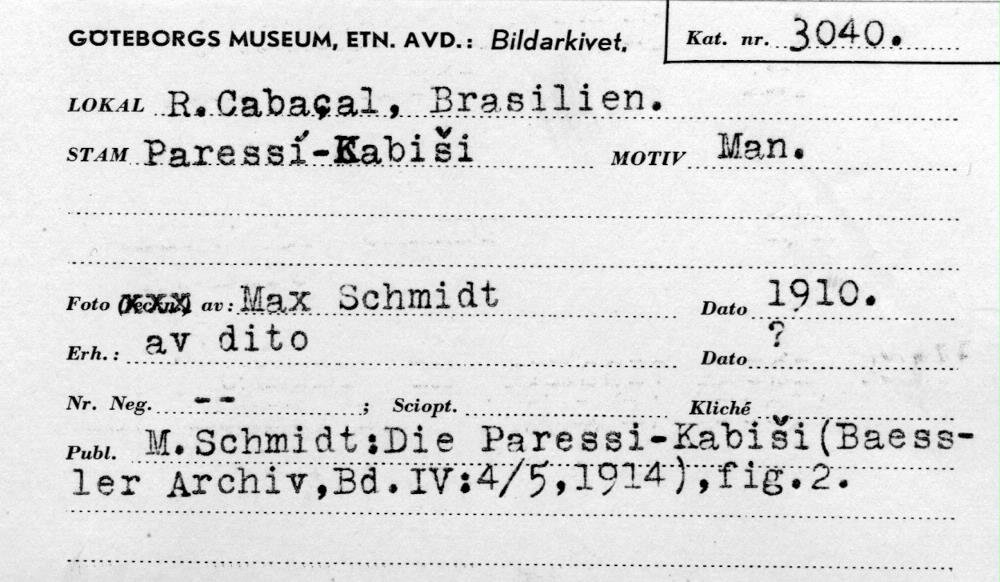 GÖTEBORGS MUSEUM, ETN. AVD.: Bildarkivet. Kat. nr. 3040.
LOKAL R.Cabaçal, Brasilien.
STAM Paressí-Kabiši MOTIV Man.
Foto (xxx) av: Max Schmidt Dato 1910.
Erh.: av dito Dato ?
Nr. Neg. -- ; Sciopt. Kliché
Publ. M.Schmidt:Die Paressi-Kabiši(Baess-
ler Archiv,Bd.IV:4/5,1914),fig.2.